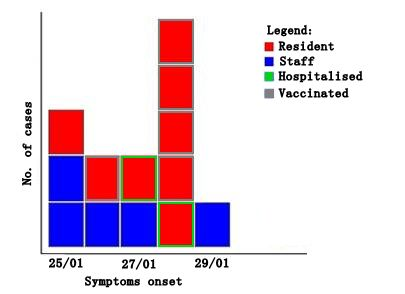 Legend:
Resident
Staff
Hospitalised
Vaccinated
No. of cases
25/01 27/01 29/01
Symptoms onset